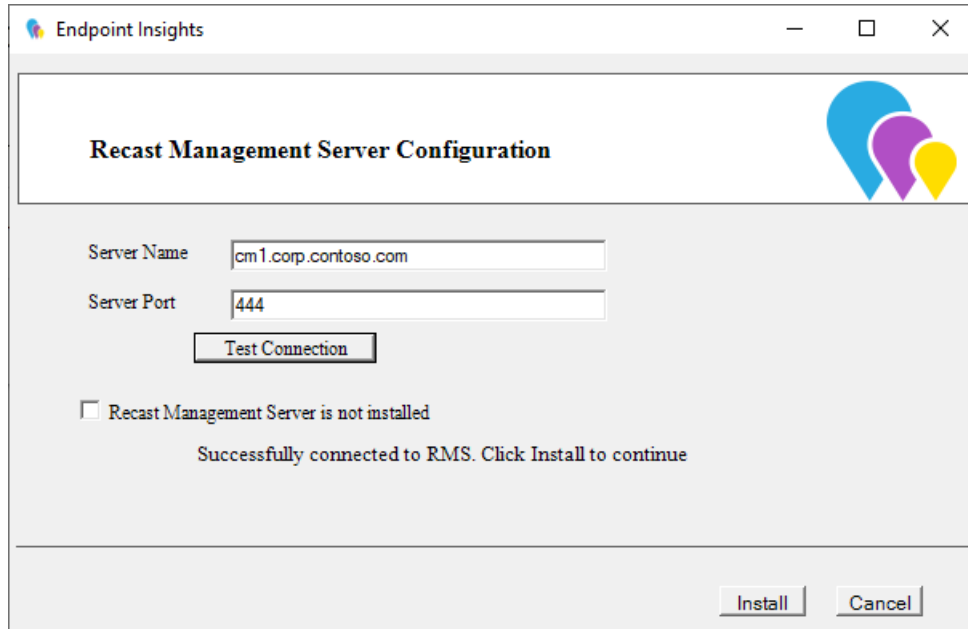 Endpoint Insights
Recast Management Server Configuration
Server Name cm1.corp.contoso.com
Server Port 444
Test Connection
Recast Management Server is not installed
Successfully connected to RMS. Click Install to continue
Install Cancel